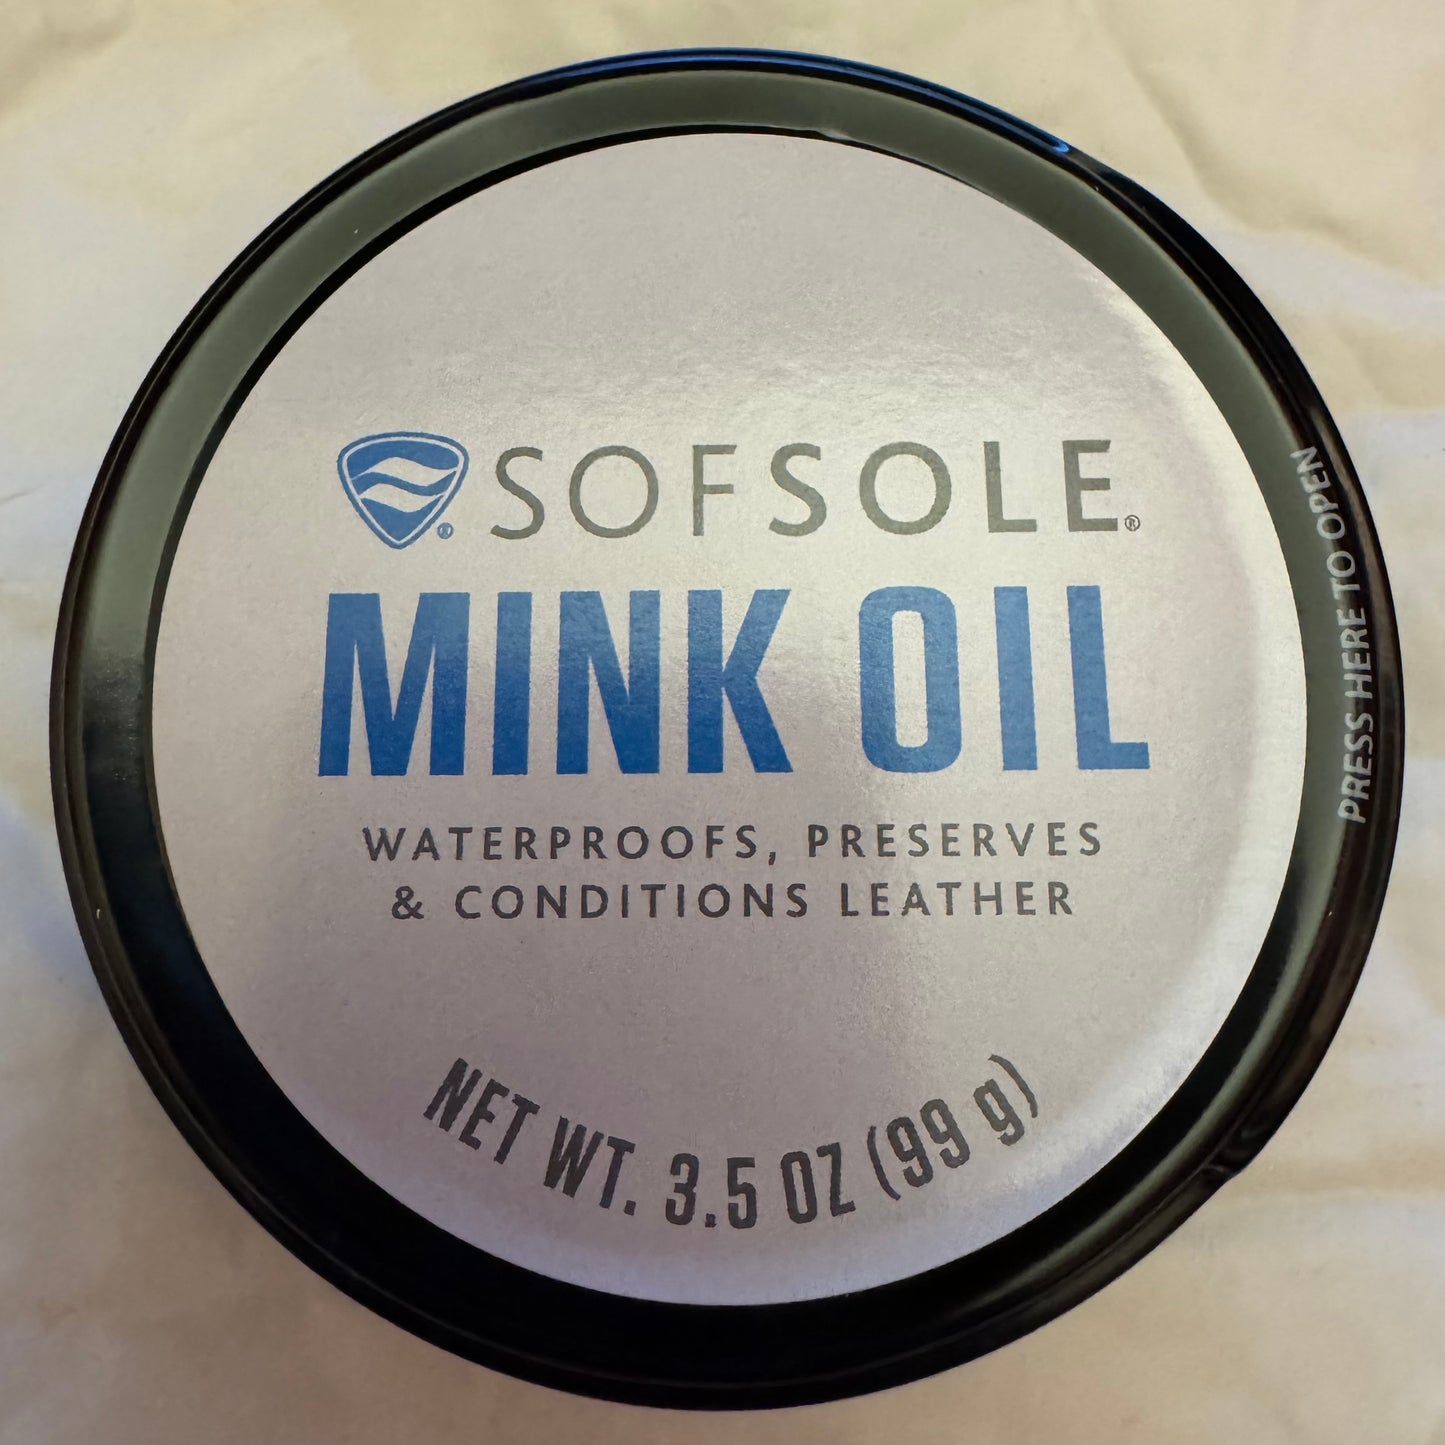 SOFSOLE®
MINK OIL
WATERPROOFS, PRESERVES
& CONDITIONS LEATHER
NET WT. 3.5 OZ (99 g)
PRESS HERE TO OPEN